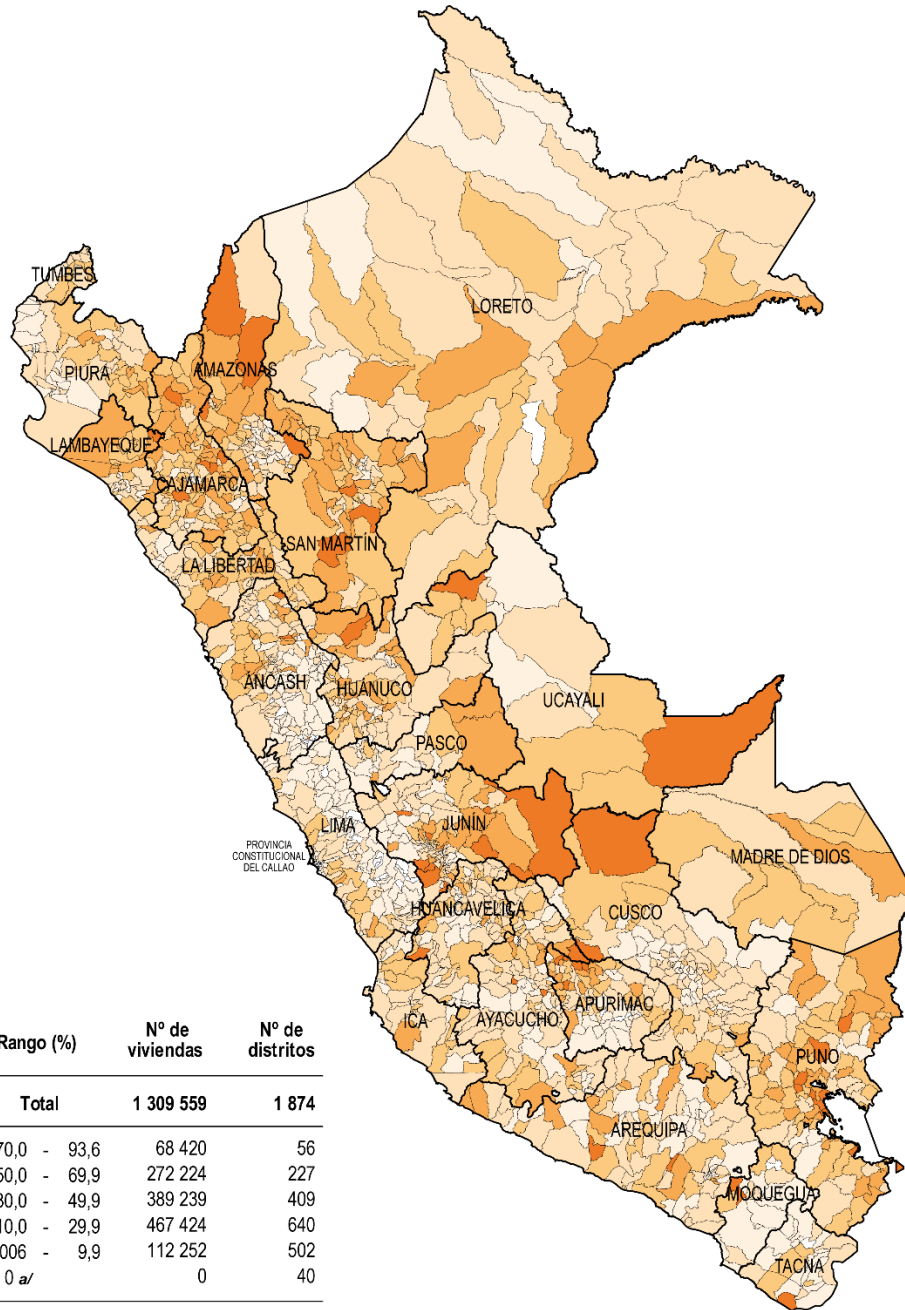 TUMBES
LORETO
PIURA
AMAZONAS
LAMBAYEQUE
CAJAMARCA
SAN MARTÍN
LA LIBERTAD
ANCASH
HUÁNUCO
UCAYALI
PASCO
LIMA
JUNÍN
PROVINCIA
CONSTITUCIONAL
DEL CALLAO
MADRE DE DIOS
HUANCAVELICA
CUSCO
ICA
AYACUCHO
APURÍMAC
PUNO
AREQUIPA
MOQUEGUA
TACNA
Rango (%) Nº de viviendas Nº de distritos
Total 1 309 559 1 874
70,0 - 93,6 68 420 56
50,0 - 69,9 272 224 227
30,0 - 49,9 389 239 409
10,0 - 29,9 467 424 640
006 - 9,9 112 252 502
0 a/ 0 40